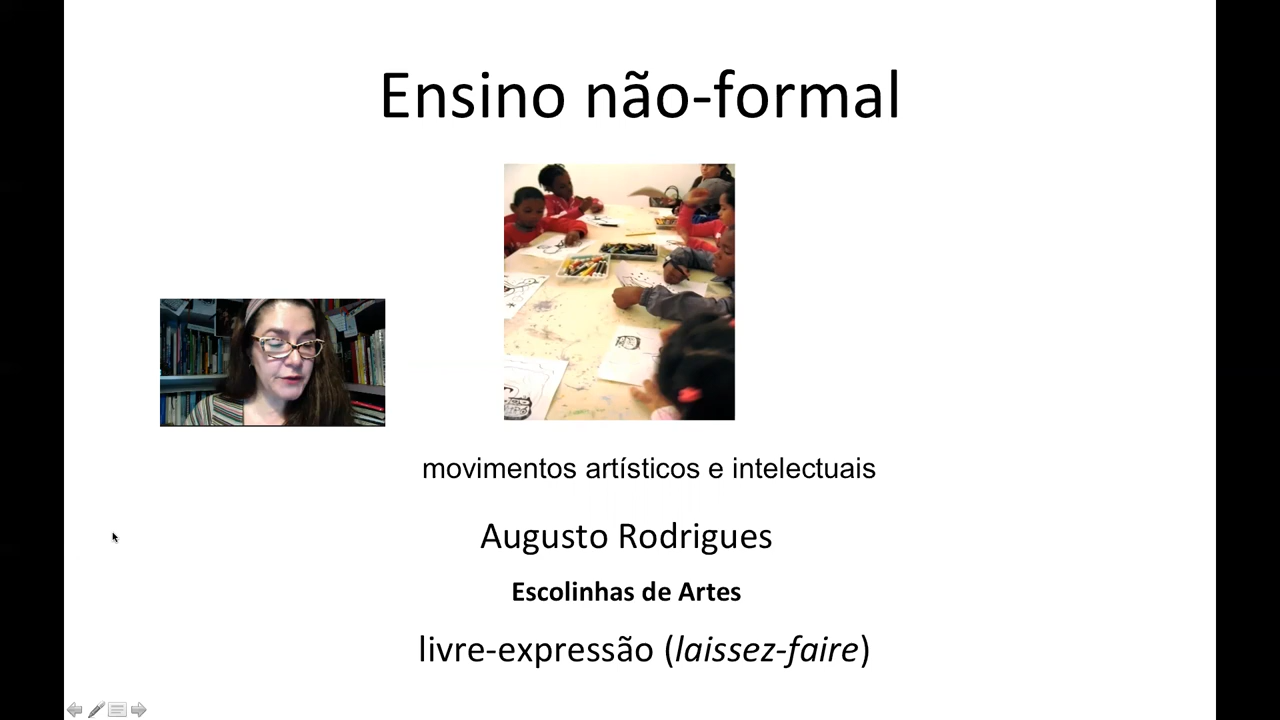 Ensino não-formal
movimentos artísticos e intelectuais
Augusto Rodrigues
Escolinhas de Artes
livre-expressão (laissez-faire)